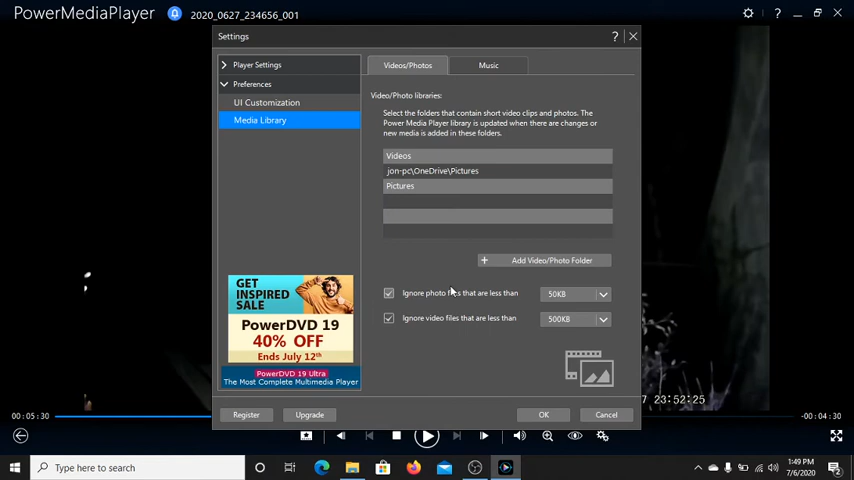 PowerMediaPlayer 2020_0627_234656_001
Settings
Player Settings
Preferences
UI Customization
Media Library
Videos/Photos Music
Video/Photo libraries:
Select the folders that contain short video clips and photos. The
Power Media Player library is updated when there are changes or
new media is added in these folders.
Videos
jon-pc\OneDrive\Pictures
Pictures
+ Add Video/Photo Folder
Ignore photo files that are less than 50KB
Ignore video files that are less than 500KB
GET
INSPIRED
SALE
PowerDVD 19
40% OFF
Ends July 12th
PowerDVD 19 Ultra
The Most Complete Multimedia Player
Register Upgrade OK Cancel
23:52:25
00:05:30 -00:04:30
Type here to search
1:49 PM
7/6/2020
2